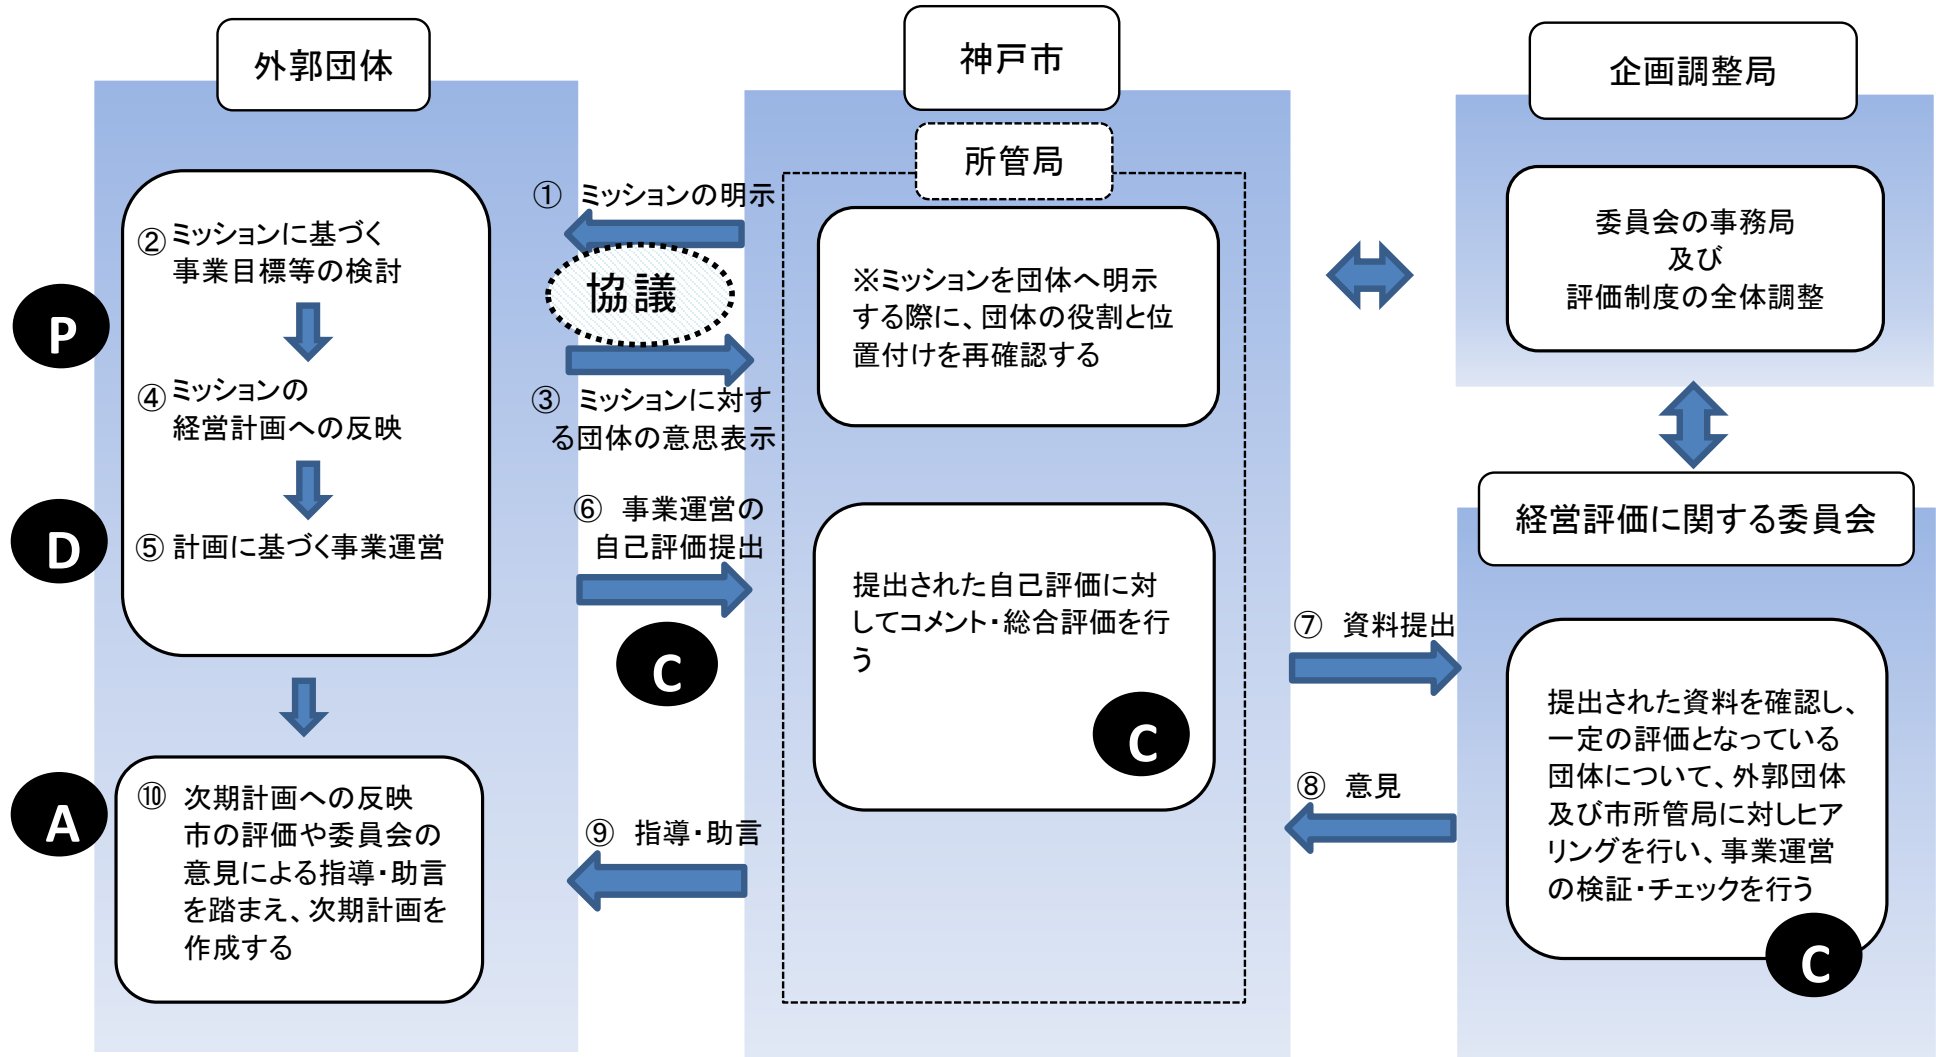 外郭団体
P
② ミッションに基づく
事業目標等の検討
④ ミッションの
経営計画への反映
D
⑤ 計画に基づく事業運営
A
⑩ 次期計画への反映
市の評価や委員会の
意見による指導・助言
を踏まえ、次期計画を
作成する
① ミッションの明示
協議
③ ミッションに対す
る団体の意思表示
⑥ 事業運営の
自己評価提出
C
⑨ 指導・助言
神戸市
所管局
※ミッションを団体へ明示
する際に、団体の役割と位
置付けを再確認する
提出された自己評価に対
してコメント・総合評価を行
う
C
⑦ 資料提出
⑧ 意見
企画調整局
委員会の事務局
及び
評価制度の全体調整
経営評価に関する委員会
提出された資料を確認し、
一定の評価となっている
団体について、外郭団体
及び市所管局に対しヒア
リングを行い、事業運営
の検証・チェックを行う
C